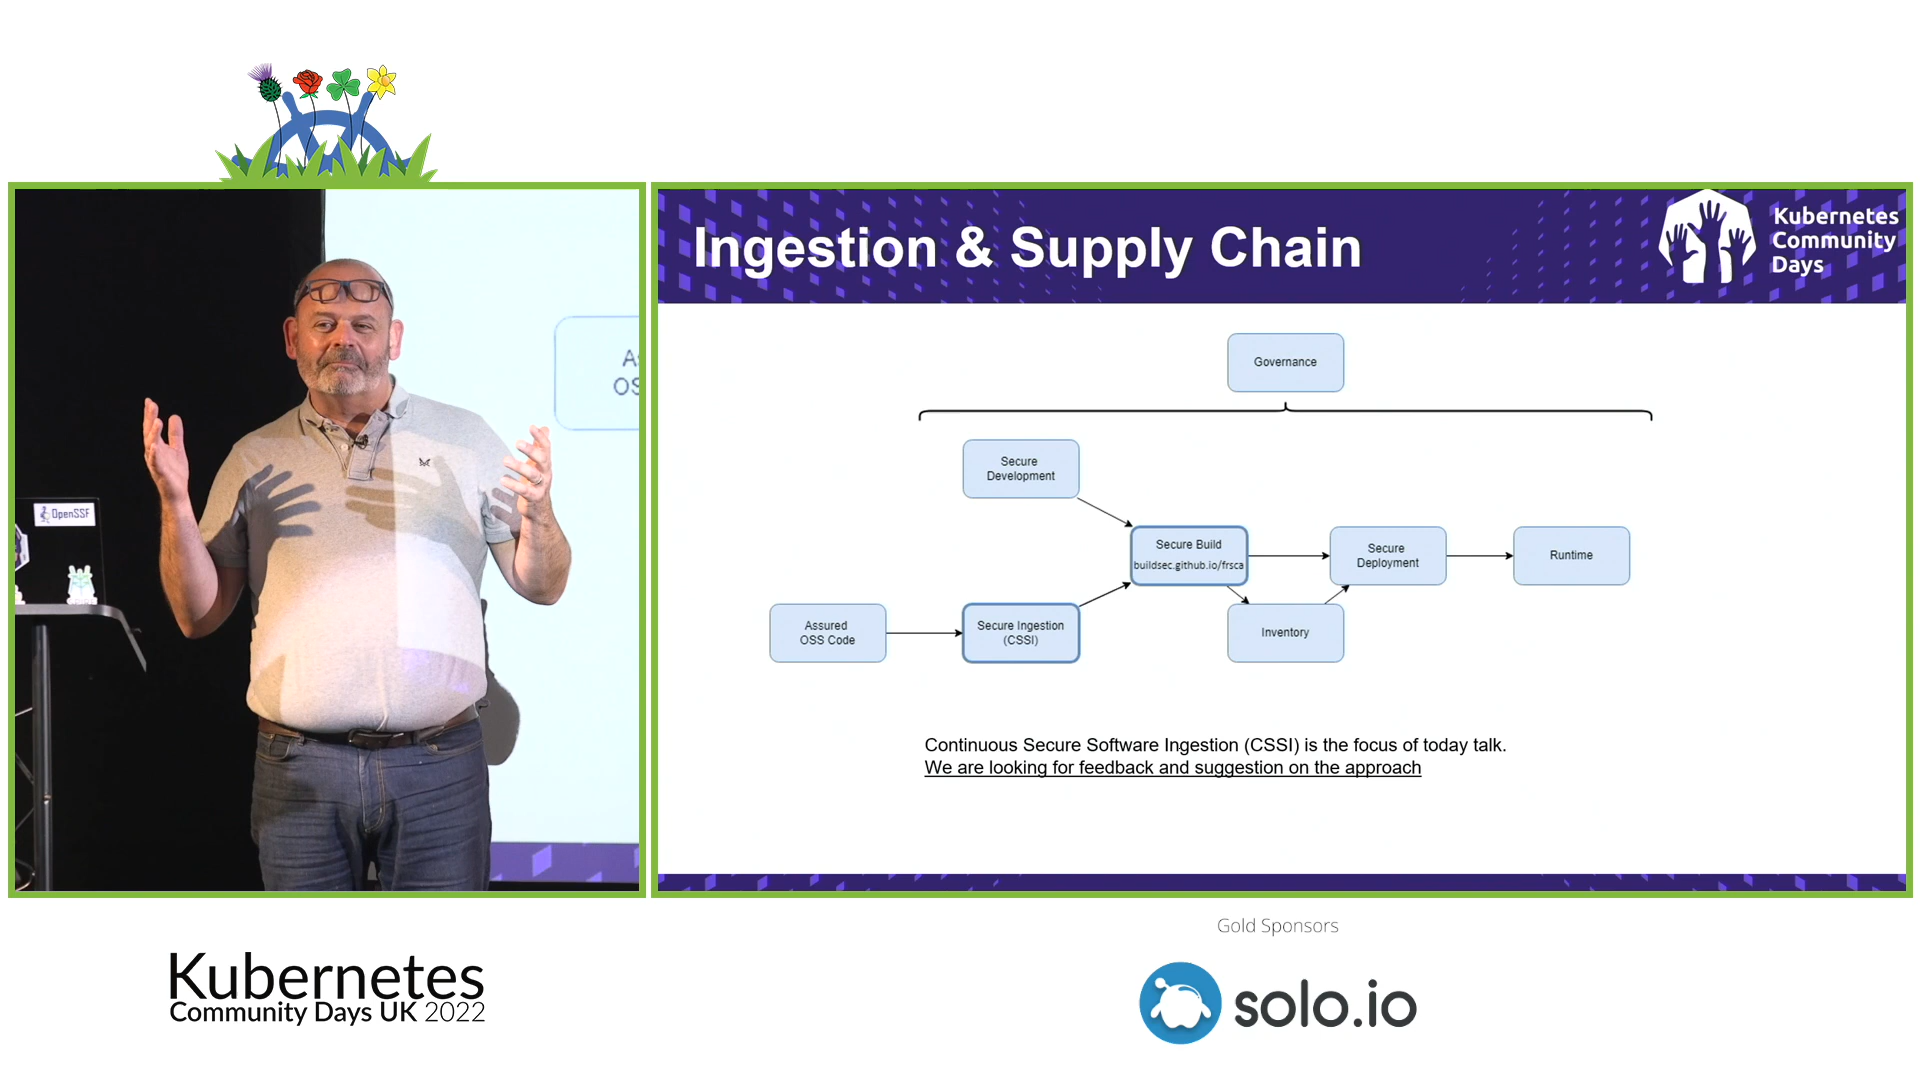 Ingestion & Supply Chain
Kubernetes
Community
Days
Governance
Secure
Development
Secure Build
buildsec.github.io/frsca
Secure
Deployment
Runtime
Assured
OSS Code
Secure Ingestion
(CSSI)
Inventory
Continuous Secure Software Ingestion (CSSI) is the focus of today talk.
We are looking for feedback and suggestion on the approach
OpenSSF
Gold Sponsors
Kubernetes
Community Days UK 2022
solo.io